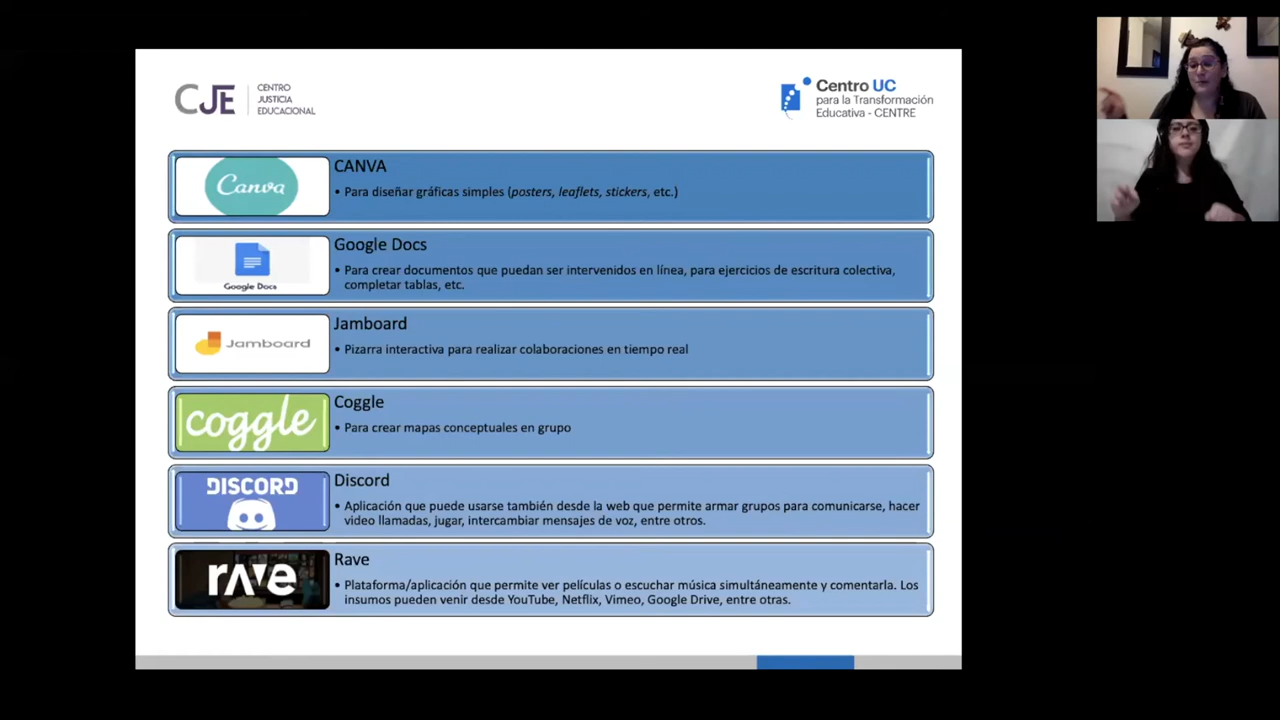 CJE
CENTRO
JUSTICIA
EDUCACIONAL
Centro UC
para la Transformación
Educativa - CENTRE
Canva
CANVA
• Para diseñar gráficas simples (posters, leaflets, stickers, etc.)
Google Docs
Google Docs
• Para crear documentos que puedan ser intervenidos en línea, para ejercicios de escritura colectiva,
completar tablas, etc.
Jamboard
Jamboard
• Pizarra interactiva para realizar colaboraciones en tiempo real
coggle
Coggle
• Para crear mapas conceptuales en grupo
DISCORD
Discord
• Aplicación que puede usarse también desde la web que permite armar grupos para comunicarse, hacer
video llamadas, jugar, intercambiar mensajes de voz, entre otros.
rave
Rave
• Plataforma/aplicación que permite ver películas o escuchar música simultáneamente y comentarla. Los
insumos pueden venir desde YouTube, Netflix, Vimeo, Google Drive, entre otras.